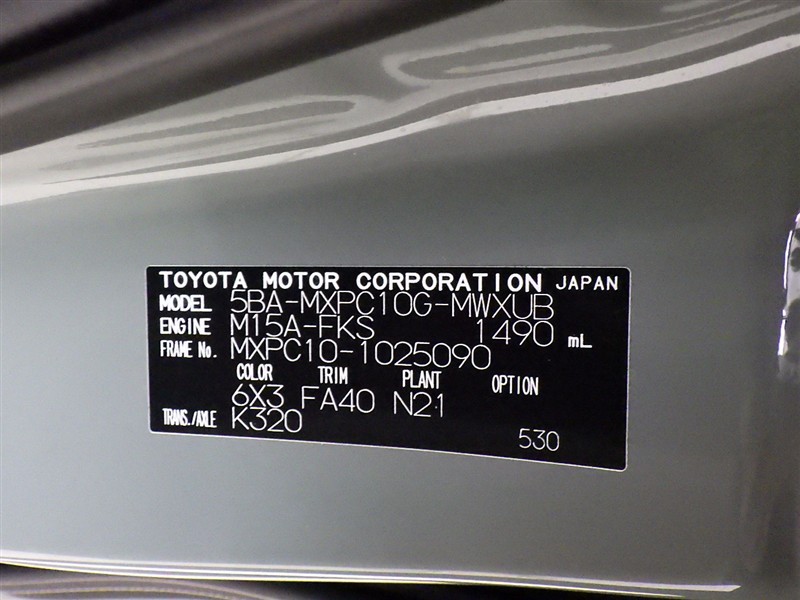 TOYOTA MOTOR CORPORATION JAPAN
MODEL 5BA-MXPC10G-MWXUB
ENGINE M15A-FKS 1490 mL
FRAME No. MXPC10-1025090
COLOR TRIM PLANT OPTION
6X3 FA40 N21
TRANS./AXLE K320
530